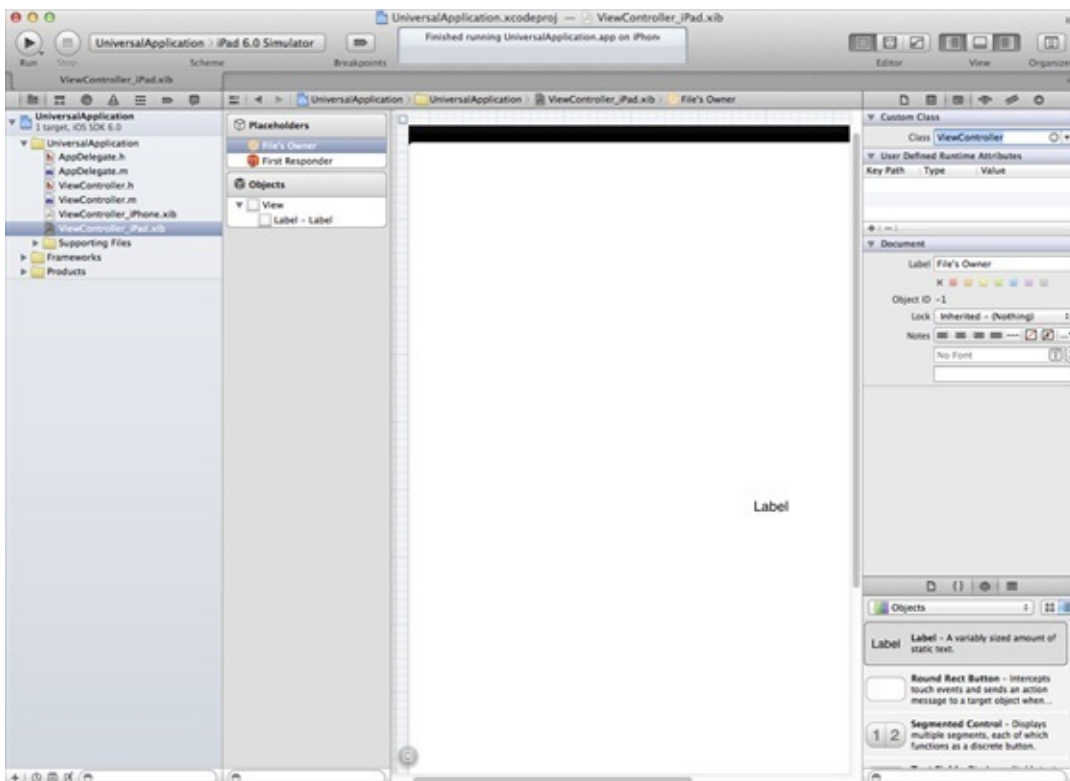 UniversalApplication.xcodeproj — ViewController_iPad.xib
UniversalApplication iPad 6.0 Simulator
Finished running UniversalApplication.app on iPhon
Run Stop Scheme Breakpoints Editor View Organizer
ViewController_iPad.xib
UniversalApplication UniversalApplication ViewController_iPad.xib File's Owner
UniversalApplication
1 target, iOS SDK 6.0
UniversalApplication
AppDelegate.h
AppDelegate.m
ViewController.h
ViewController.m
ViewController_iPhone.xib
ViewController_iPad.xib
Supporting Files
Frameworks
Products
Placeholders
File's Owner
First Responder
Objects
View
Label - Label
Label
Custom Class
Class ViewController
User Defined Runtime Attributes
Key Path Type Value
Document
Label File's Owner
Object ID -1
Lock Inherited - (Nothing)
Notes
No Font
Objects
Label Label - A variably sized amount of
static text.
Round Rect Button - Intercepts
touch events and sends an action
message to a target object when...
1 2 Segmented Control - Displays
multiple segments, each of which
functions as a discrete button.